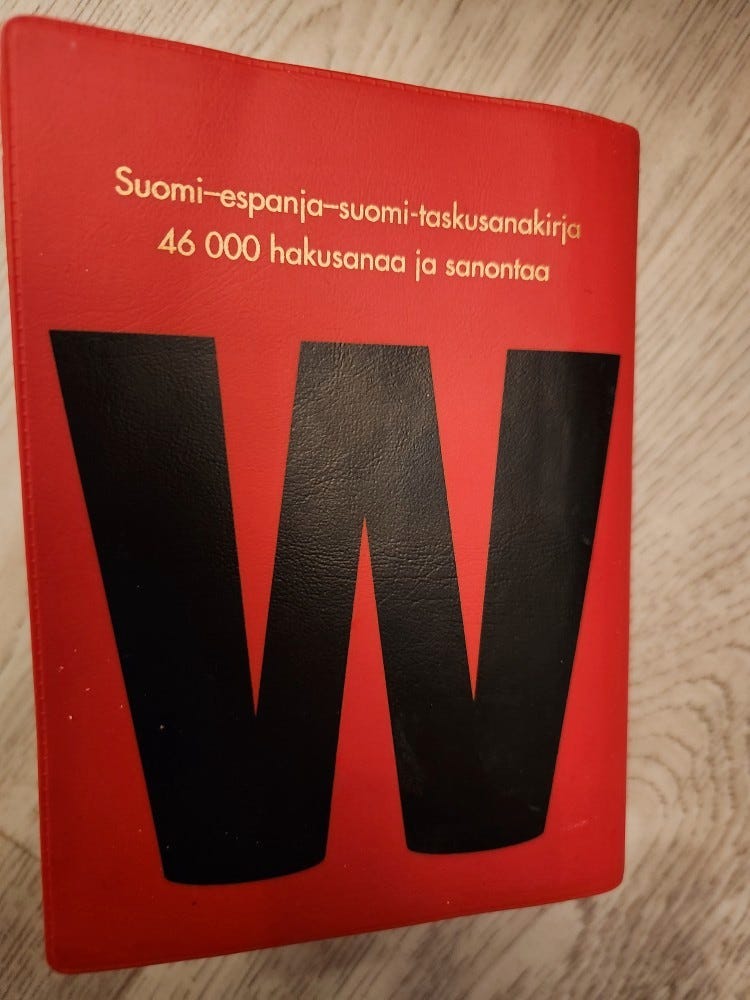 Suomi–espanja–suomi-taskusanakirja
46 000 hakusanaa ja sanontaa
W